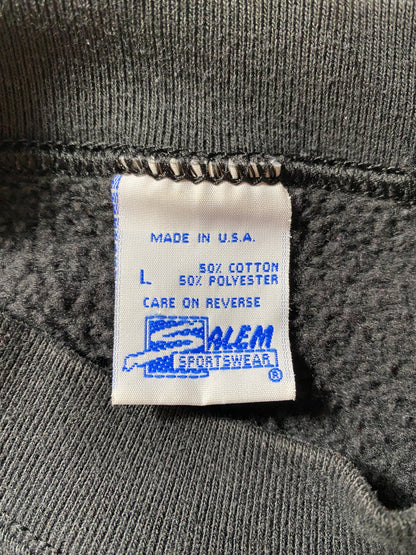 MADE IN U.S.A.
L 50% COTTON
50% POLYESTER
CARE ON REVERSE
SALEM
SPORTSWEAR
®